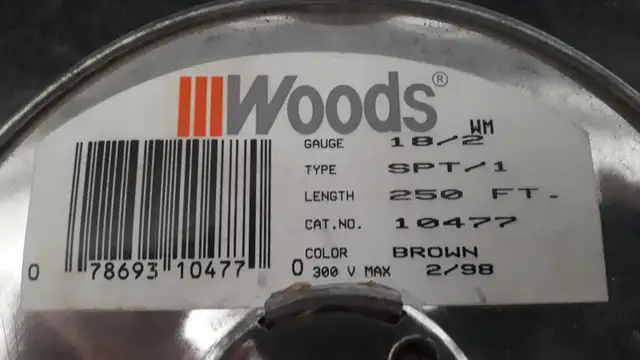 Woods®
WM
GAUGE 18/2
TYPE SPT/1
LENGTH 250 FT.
CAT.NO. 10477
COLOR BROWN
300 V MAX 2/98
0 78693 10477 0